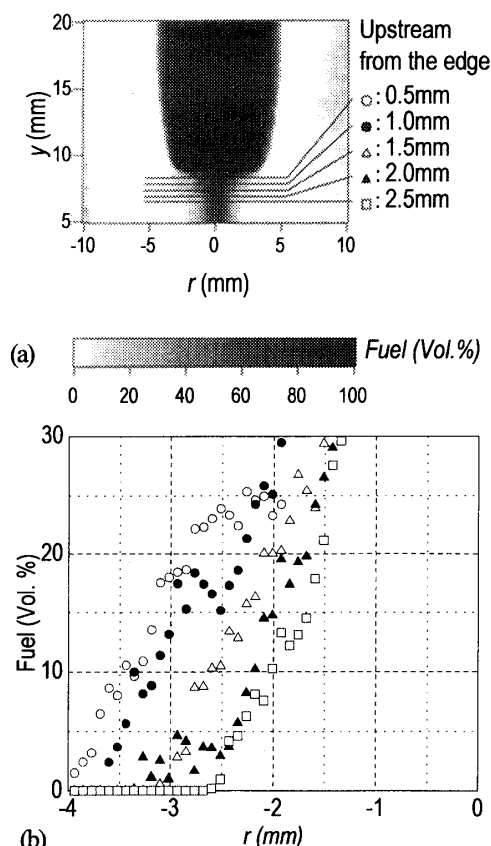 20
15
10
5
y (mm)
-10
-5
0
5
10
r (mm)
Upstream
from the edge
○: 0.5mm
●: 1.0mm
△: 1.5mm
▲: 2.0mm
□: 2.5mm
(a)
Fuel (Vol.%)
0
20
40
60
80
100
30
20
10
0
Fuel (Vol. %)
-4
-3
-2
-1
0
r (mm)
(b)